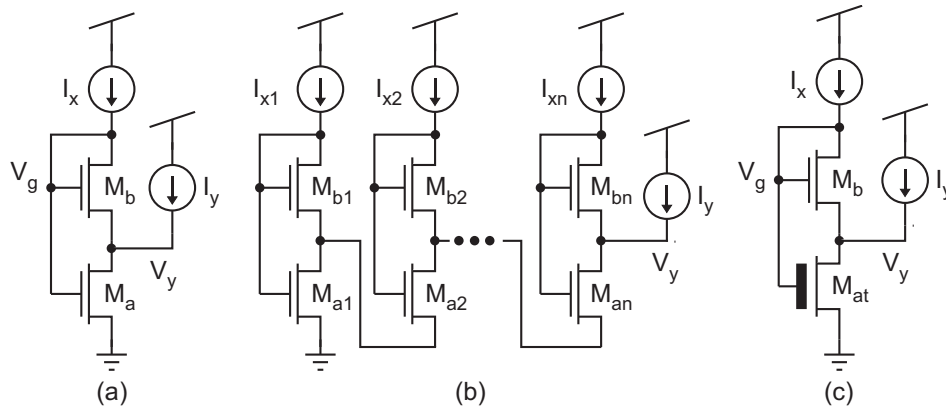 I_x
I_y
V_g
M_b
V_y
M_a
(a)
I_x1
I_x2
I_xn
M_b1
M_b2
M_bn
I_y
V_y
M_a1
M_a2
M_an
(b)
I_x
I_y
V_g
M_b
V_y
M_at
(c)